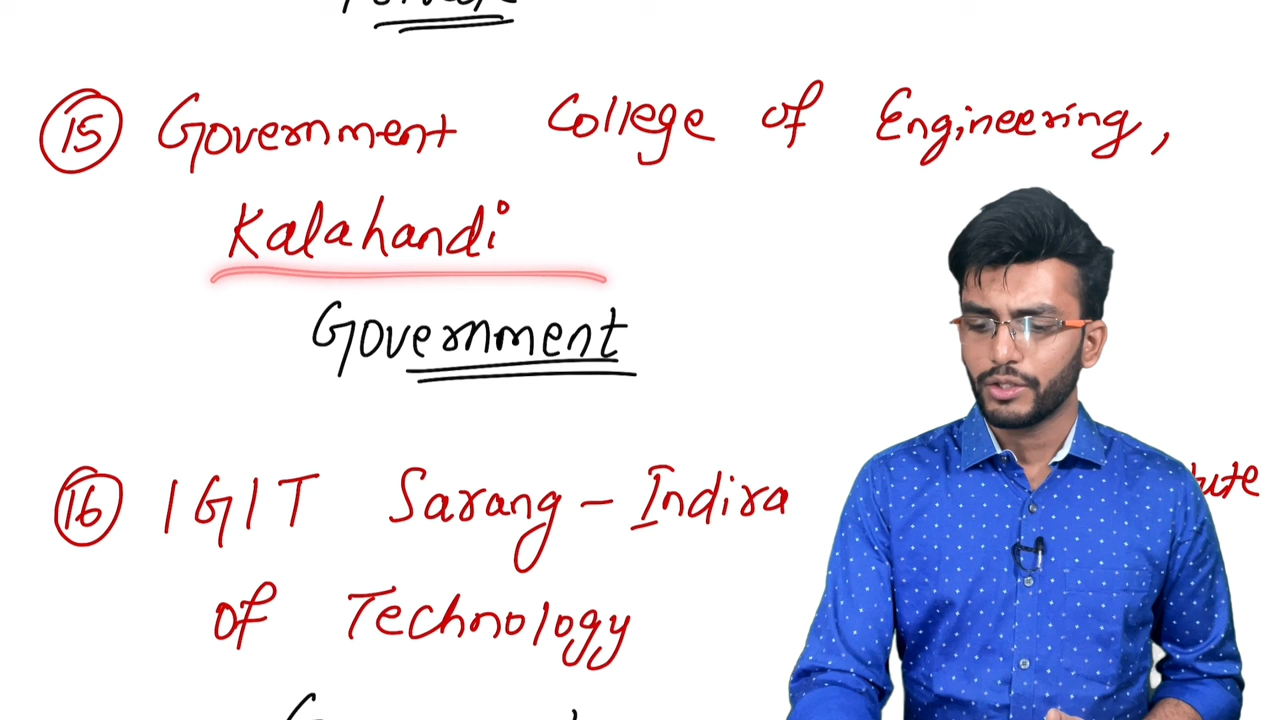 15 Government College of Engineering,
Kalahandi
Government
16 IGIT Sarang - Indira
of Technology